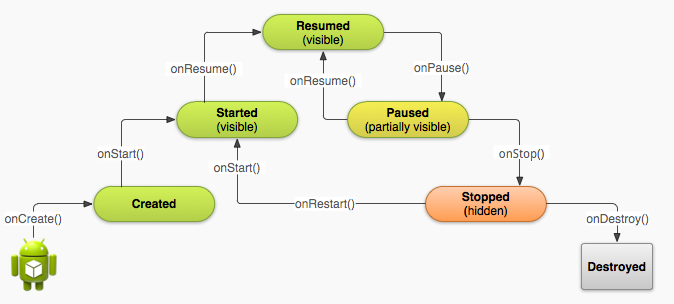 Resumed
(visible)
onResume()
onResume()
onPause()
Started
(visible)
Paused
(partially visible)
onStart()
onStart()
onStop()
Created
onRestart()
Stopped
(hidden)
onCreate()
onDestroy()
Destroyed